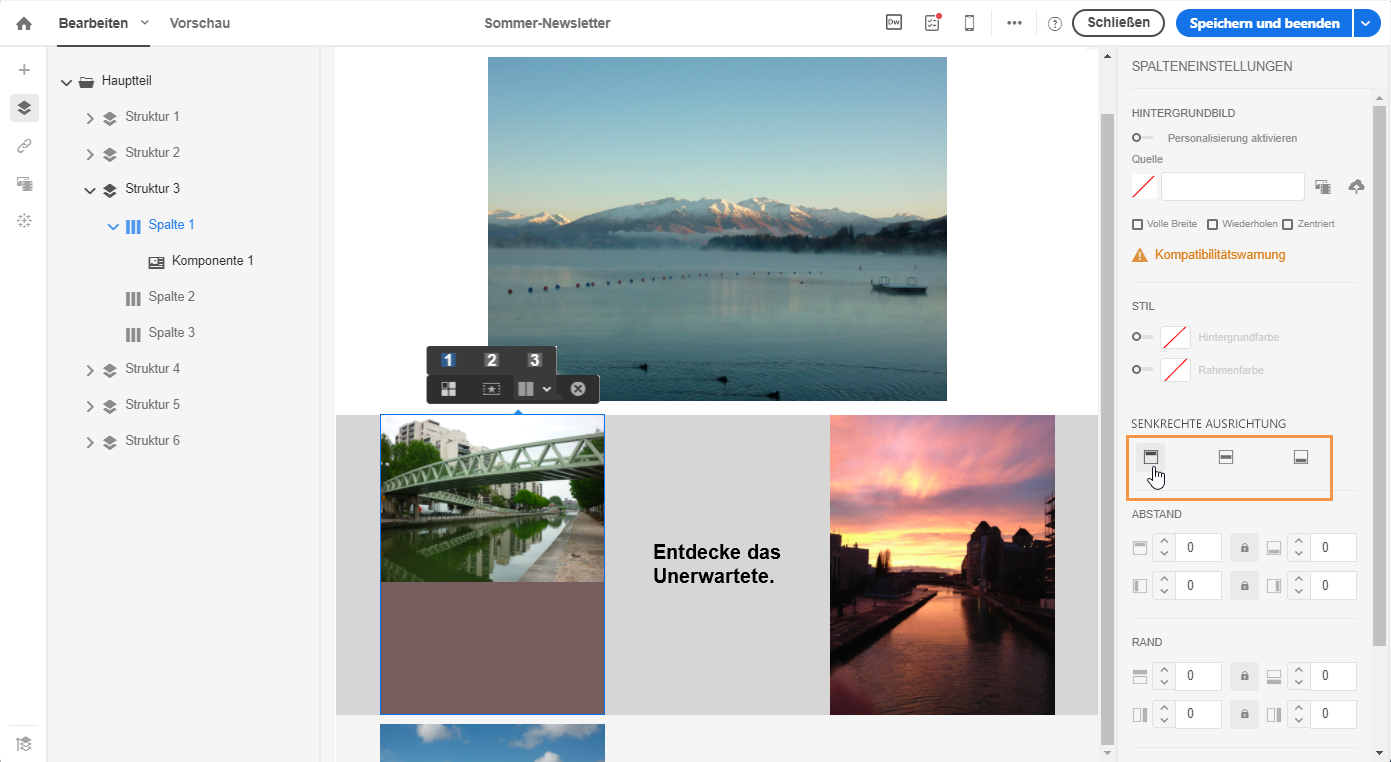 Bearbeiten
Vorschau
Sommer-Newsletter
Dw
Schließen
Speichern und beenden
Hauptteil
Struktur 1
Struktur 2
Struktur 3
Spalte 1
Komponente 1
Spalte 2
Spalte 3
Struktur 4
Struktur 5
Struktur 6
1 2 3
Entdecke das
Unerwartete.
SPALTENEINSTELLUNGEN
HINTERGRUNDBILD
Personalisierung aktivieren
Quelle
Volle Breite Wiederholen Zentriert
Kompatibilitätswarnung
STIL
Hintergrundfarbe
Rahmenfarbe
SENKRECHTE AUSRICHTUNG
ABSTAND
0 0
0 0
RAND
0 0
0 0